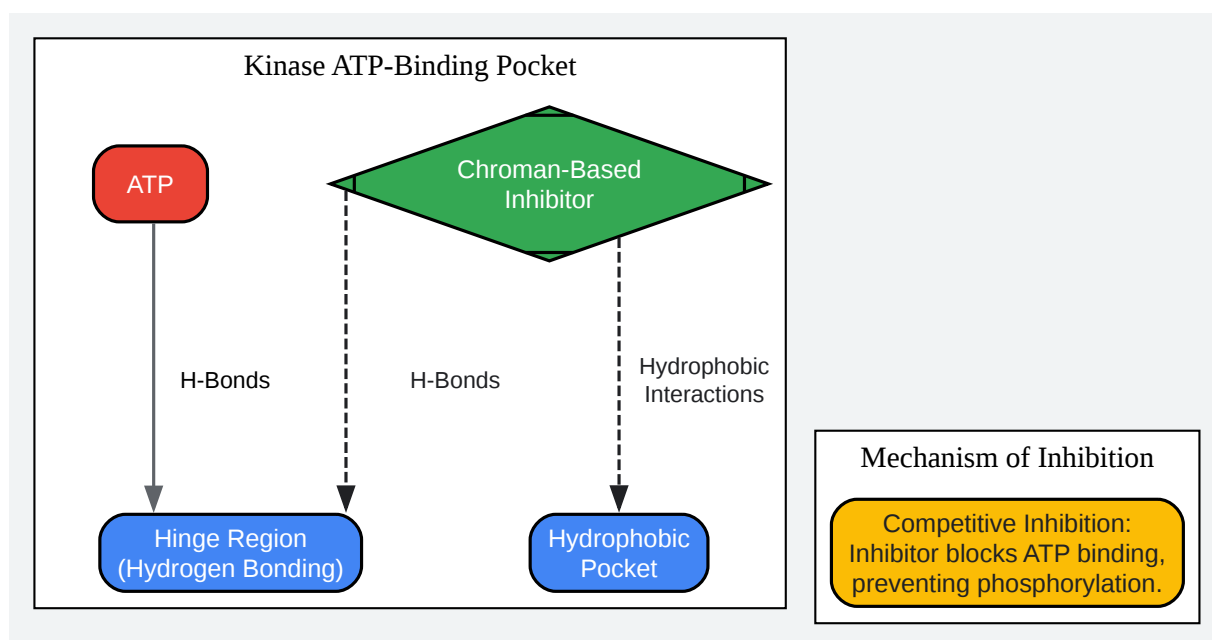 Kinase ATP-Binding Pocket
ATP
Chroman-Based
Inhibitor
H-Bonds
H-Bonds
Hydrophobic
Interactions
Hinge Region
(Hydrogen Bonding)
Hydrophobic
Pocket
Mechanism of Inhibition
Competitive Inhibition:
Inhibitor blocks ATP binding,
preventing phosphorylation.